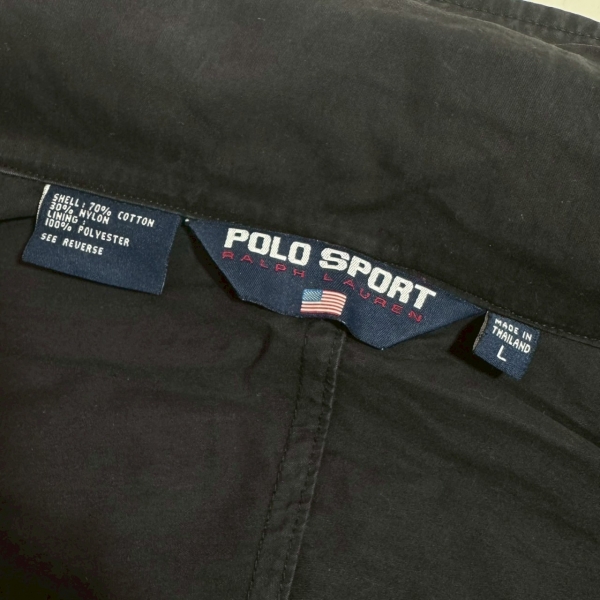 SHELL: 70% COTTON
30% NYLON
LINING:
100% POLYESTER
SEE REVERSE
POLO SPORT
RALPH LAUREN
MADE IN
THAILAND
L